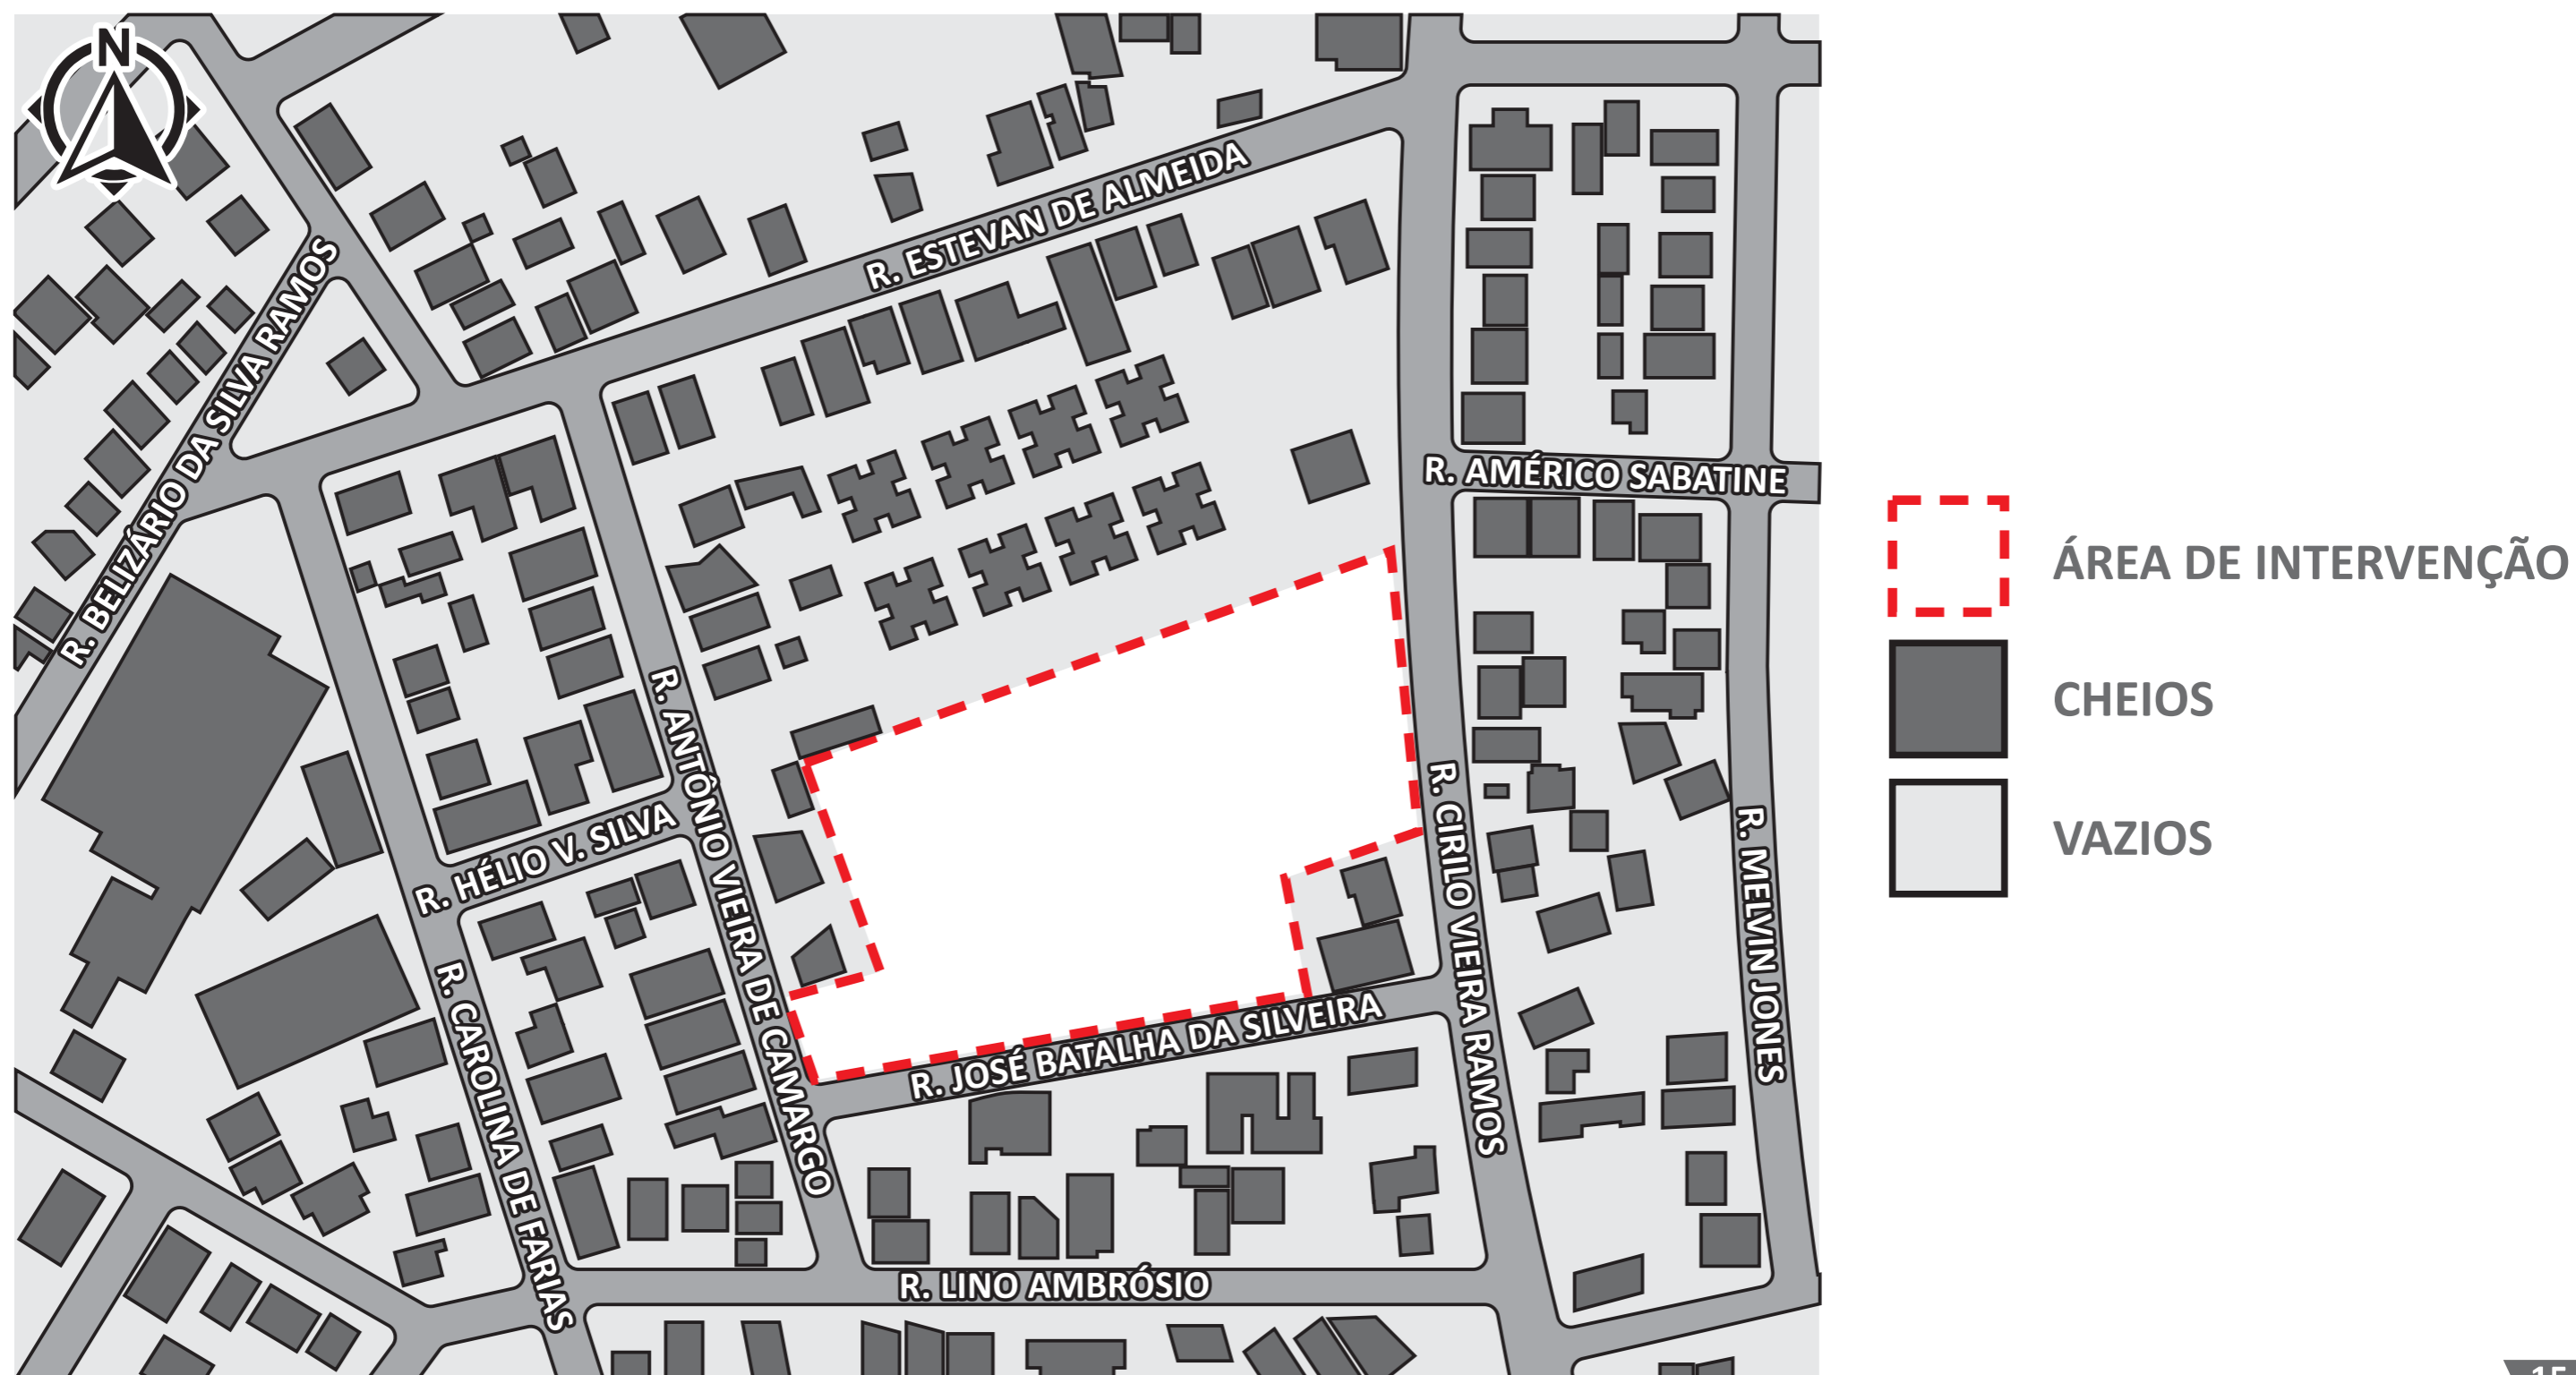 N
R. ESTEVAN DE ALMEIDA
R. BELIZÁRIO DA SILVA RAMOS
R. AMÉRICO SABATINE
R. ANTÔNIO VIEIRA DE CAMARGO
R. HÉLIO V. SILVA
R. CIRILO VIEIRA RAMOS
R. MELVIN JONES
R. CAROLINA DE FARIAS
R. JOSÉ BATALHA DA SILVEIRA
R. LINO AMBRÓSIO
ÁREA DE INTERVENÇÃO
CHEIOS
VAZIOS
15